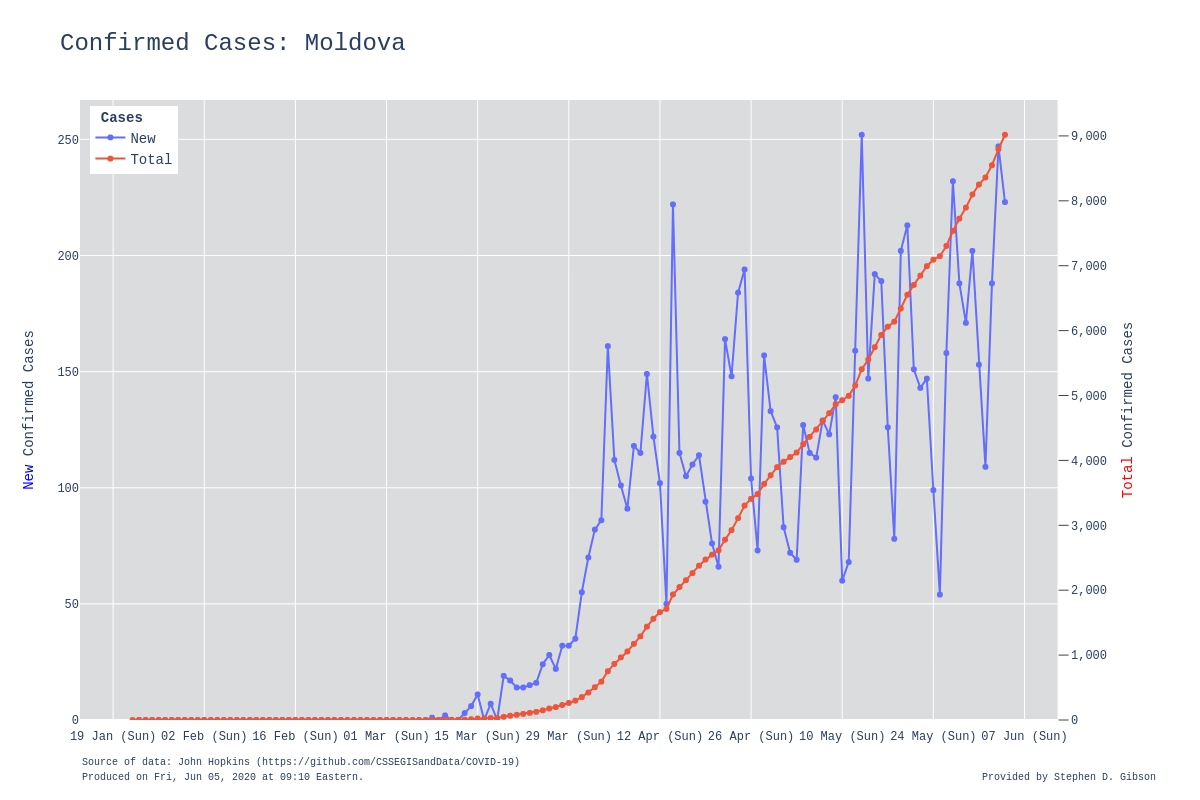 Confirmed Cases: Moldova
Cases
New
Total
250
200
150
100
50
0
New Confirmed Cases
9,000
8,000
7,000
6,000
5,000
4,000
3,000
2,000
1,000
0
Total Confirmed Cases
19 Jan (Sun) 02 Feb (Sun) 16 Feb (Sun) 01 Mar (Sun) 15 Mar (Sun) 29 Mar (Sun) 12 Apr (Sun) 26 Apr (Sun) 10 May (Sun) 24 May (Sun) 07 Jun (Sun)
Source of data: John Hopkins (https://github.com/CSSEGISandData/COVID-19)
Produced on Fri, Jun 05, 2020 at 09:10 Eastern.
Provided by Stephen D. Gibson